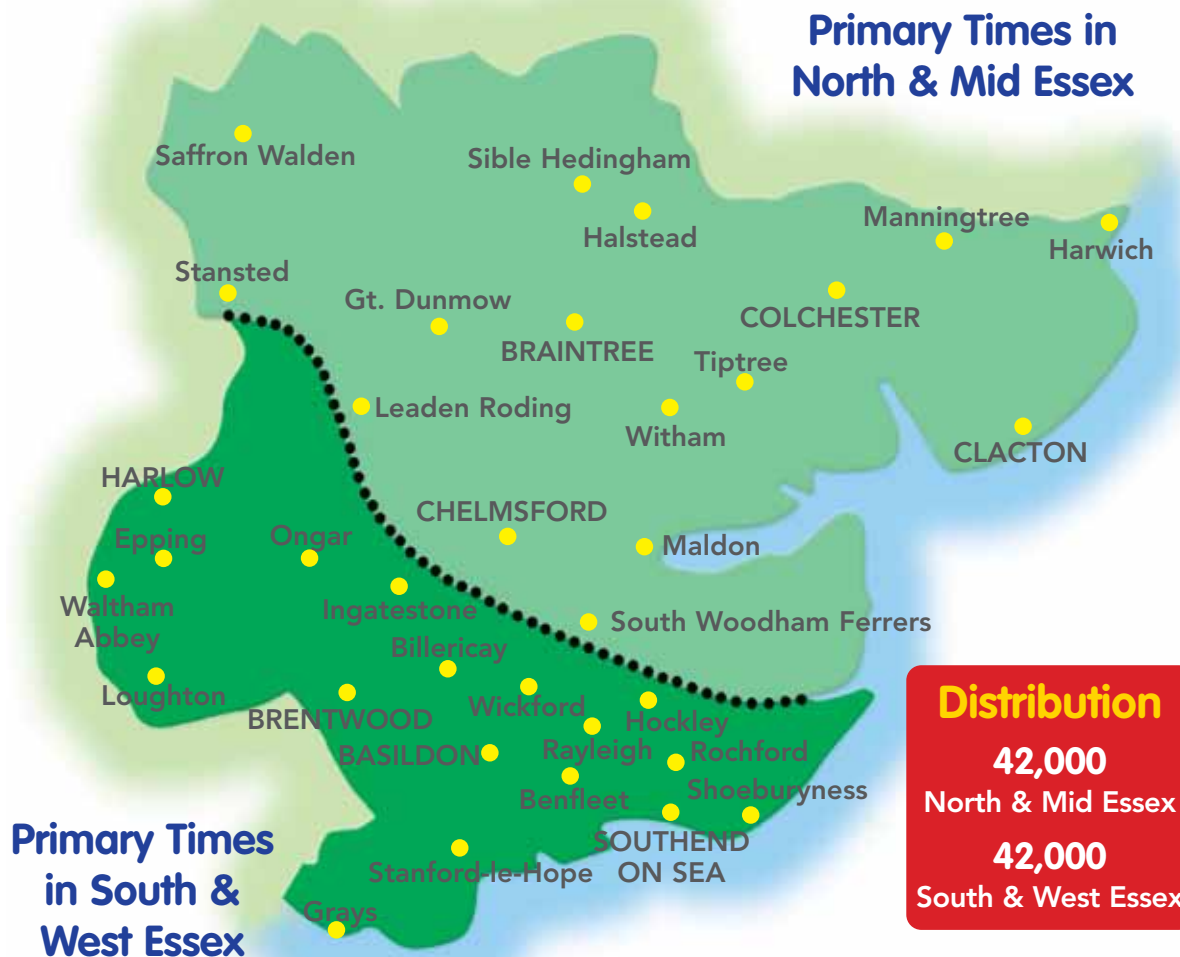 Primary Times in
North & Mid Essex
Saffron Walden
Sible Hedingham
Halstead
Manningtree
Harwich
Stansted
Gt. Dunmow
COLCHESTER
BRAINTREE
Tiptree
Leaden Roding
Witham
CLACTON
HARLOW
CHELMSFORD
Epping
Ongar
Maldon
Waltham
Abbey
Ingatestone
South Woodham Ferrers
Billericay
Loughton
BRENTWOOD
Wickford
Hockley
BASILDON
Rayleigh
Rochford
Benfleet
Shoeburyness
SOUTHEND
ON SEA
Stanford-le-Hope
Grays
Primary Times
in South &
West Essex
Distribution
42,000
North & Mid Essex
42,000
South & West Essex